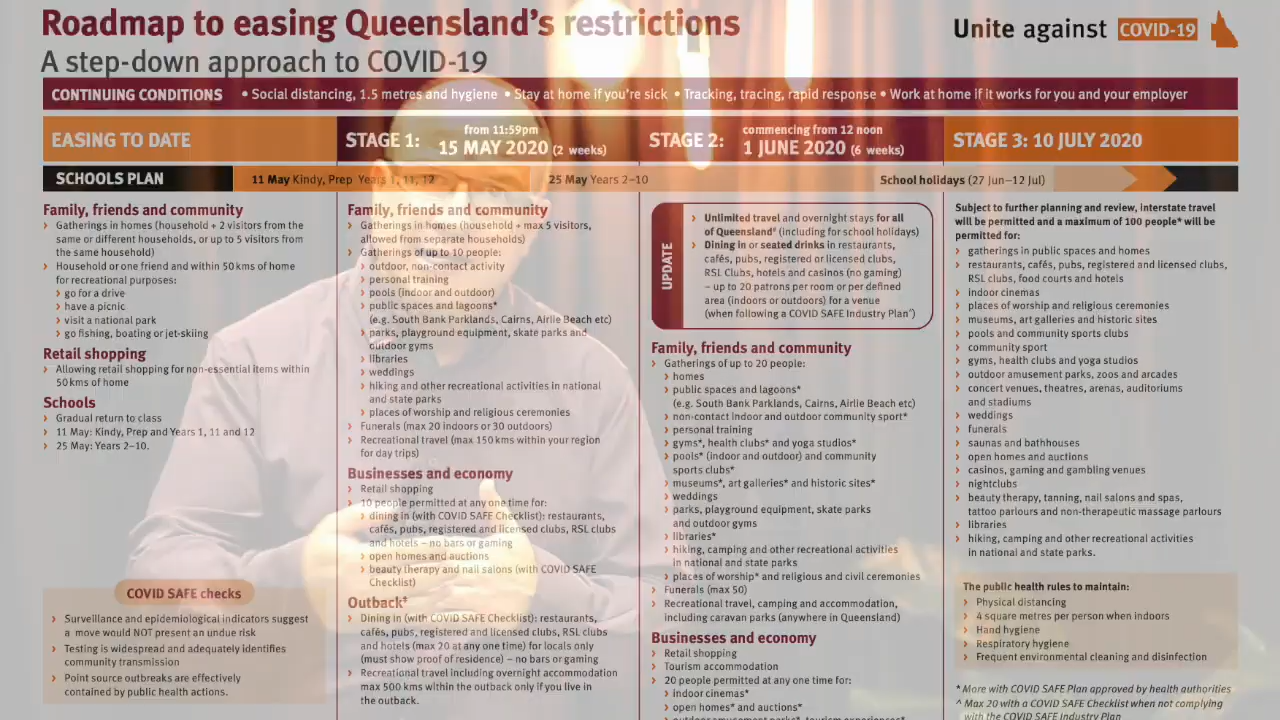 Roadmap to easing Queensland's restrictions
A step-down approach to COVID-19
Unite against COVID-19
CONTINUING CONDITIONS • Social distancing, 1.5 metres and hygiene • Stay at home if you're sick • Tracking, tracing, rapid response • Work at home if it works for you and your employer
EASING TO DATE
STAGE 1: from 11:59pm
15 MAY 2020 (2 weeks)
STAGE 2: commencing from 12 noon
1 JUNE 2020 (6 weeks)
STAGE 3: 10 JULY 2020
SCHOOLS PLAN
11 May Kindy, Prep Years 1, 11, 12
25 May Years 2–10
School holidays (27 Jun–12 Jul)
Family, friends and community
› Gatherings in homes (household + 2 visitors from the
same or different households, or up to 5 visitors from
the same household)
› Household or one friend and within 50 kms of home
for recreational purposes:
› go for a drive
› have a picnic
› visit a national park
› go fishing, boating or jet-skiing
Retail shopping
› Allowing retail shopping for non-essential items within
50 kms of home
Schools
› Gradual return to class
› 11 May: Kindy, Prep and Years 1, 11 and 12
› 25 May: Years 2–10.
COVID SAFE checks
› Surveillance and epidemiological indicators suggest
a move would NOT present an undue risk
› Testing is widespread and adequately identifies
community transmission
› Point source outbreaks are effectively
contained by public health actions.
Family, friends and community
› Gatherings in homes (household + max 5 visitors,
allowed from separate households)
› Gatherings of up to 10 people:
› outdoor, non-contact activity
› personal training
› pools (indoor and outdoor)
› public spaces and lagoons*
(e.g. South Bank Parklands, Cairns, Airlie Beach etc)
› parks, playground equipment, skate parks and
outdoor gyms
› libraries
› weddings
› hiking and other recreational activities in national
and state parks
› places of worship and religious ceremonies
› Funerals (max 20 indoors or 30 outdoors)
› Recreational travel (max 150 kms within your region
for day trips)
Businesses and economy
› Retail shopping
› 10 people permitted at any one time for:
› dining in (with COVID SAFE Checklist): restaurants,
cafés, pubs, registered and licensed clubs, RSL clubs
and hotels – no bars or gaming
› open homes and auctions
› beauty therapy and nail salons (with COVID SAFE
Checklist)
Outback‡
› Dining in (with COVID SAFE Checklist): restaurants,
cafés, pubs, registered and licensed clubs, RSL clubs
and hotels (max 20 at any one time) for locals only
(must show proof of residence) – no bars or gaming
› Recreational travel including overnight accommodation
max 500 kms within the outback only if you live in
the outback.
UPDATE
› Unlimited travel and overnight stays for all
of Queensland# (including for school holidays)
› Dining in or seated drinks in restaurants,
cafés, pubs, registered or licensed clubs,
RSL Clubs, hotels and casinos (no gaming)
– up to 20 patrons per room or per defined
area (indoors or outdoors) for a venue
(when following a COVID SAFE Industry Plan^)
Family, friends and community
› Gatherings of up to 20 people:
› homes
› public spaces and lagoons*
(e.g. South Bank Parklands, Cairns, Airlie Beach etc)
› non-contact indoor and outdoor community sport*
› personal training
› gyms*, health clubs* and yoga studios*
› pools* (indoor and outdoor) and community
sports clubs*
› museums*, art galleries* and historic sites*
› weddings
› parks, playground equipment, skate parks
and outdoor gyms
› libraries*
› hiking, camping and other recreational activities
in national and state parks
› places of worship* and religious and civil ceremonies
› Funerals (max 50)
› Recreational travel, camping and accommodation,
including caravan parks (anywhere in Queensland)
Businesses and economy
› Retail shopping
› Tourism accommodation
› 20 people permitted at any one time for:
› indoor cinemas*
› open homes* and auctions*
› outdoor amusement parks*, tourism experiences*
Subject to further planning and review, interstate travel
will be permitted and a maximum of 100 people* will be
permitted for:
› gatherings in public spaces and homes
› restaurants, cafés, pubs, registered and licensed clubs,
RSL clubs, food courts and hotels
› indoor cinemas
› places of worship and religious ceremonies
› museums, art galleries and historic sites
› pools and community sports clubs
› community sport
› gyms, health clubs and yoga studios
› outdoor amusement parks, zoos and arcades
› concert venues, theatres, arenas, auditoriums
and stadiums
› weddings
› funerals
› saunas and bathhouses
› open homes and auctions
› casinos, gaming and gambling venues
› nightclubs
› beauty therapy, tanning, nail salons and spas,
tattoo parlours and non-therapeutic massage parlours
› libraries
› hiking, camping and other recreational activities
in national and state parks.
The public health rules to maintain:
› Physical distancing
› 4 square metres per person when indoors
› Hand hygiene
› Respiratory hygiene
› Frequent environmental cleaning and disinfection
* More with COVID SAFE Plan approved by health authorities
^ Max 20 with a COVID SAFE Checklist when not complying
with the COVID SAFE Industry Plan